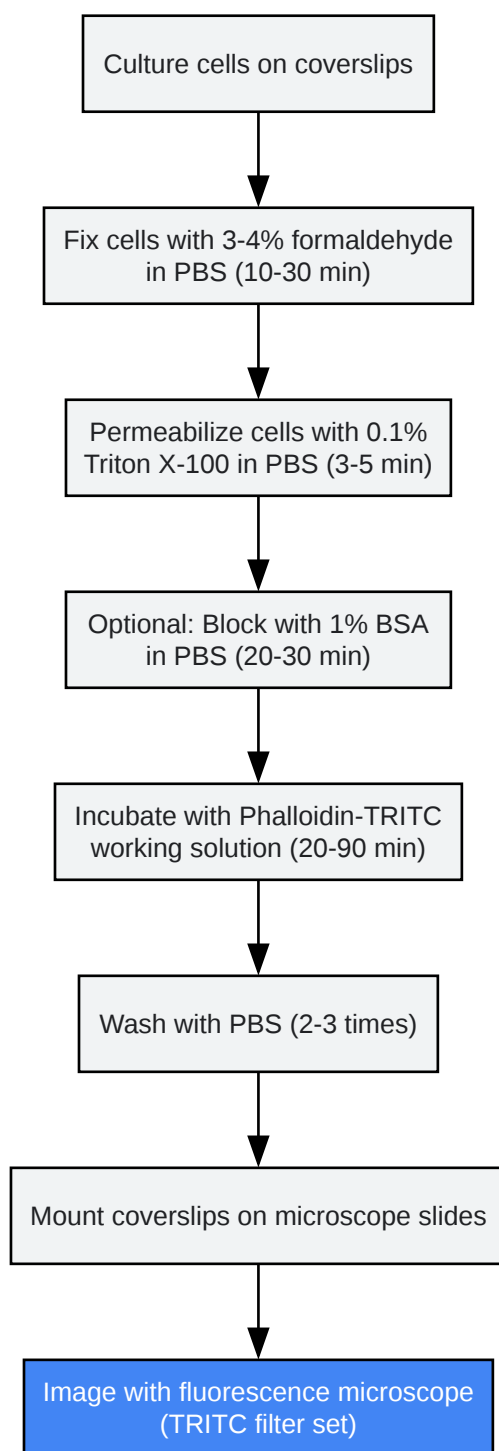 Culture cells on coverslips
Fix cells with 3-4% formaldehyde
in PBS (10-30 min)
Permeabilize cells with 0.1%
Triton X-100 in PBS (3-5 min)
Optional: Block with 1% BSA
in PBS (20-30 min)
Incubate with Phalloidin-TRITC
working solution (20-90 min)
Wash with PBS (2-3 times)
Mount coverslips on microscope slides
Image with fluorescence microscope
(TRITC filter set)